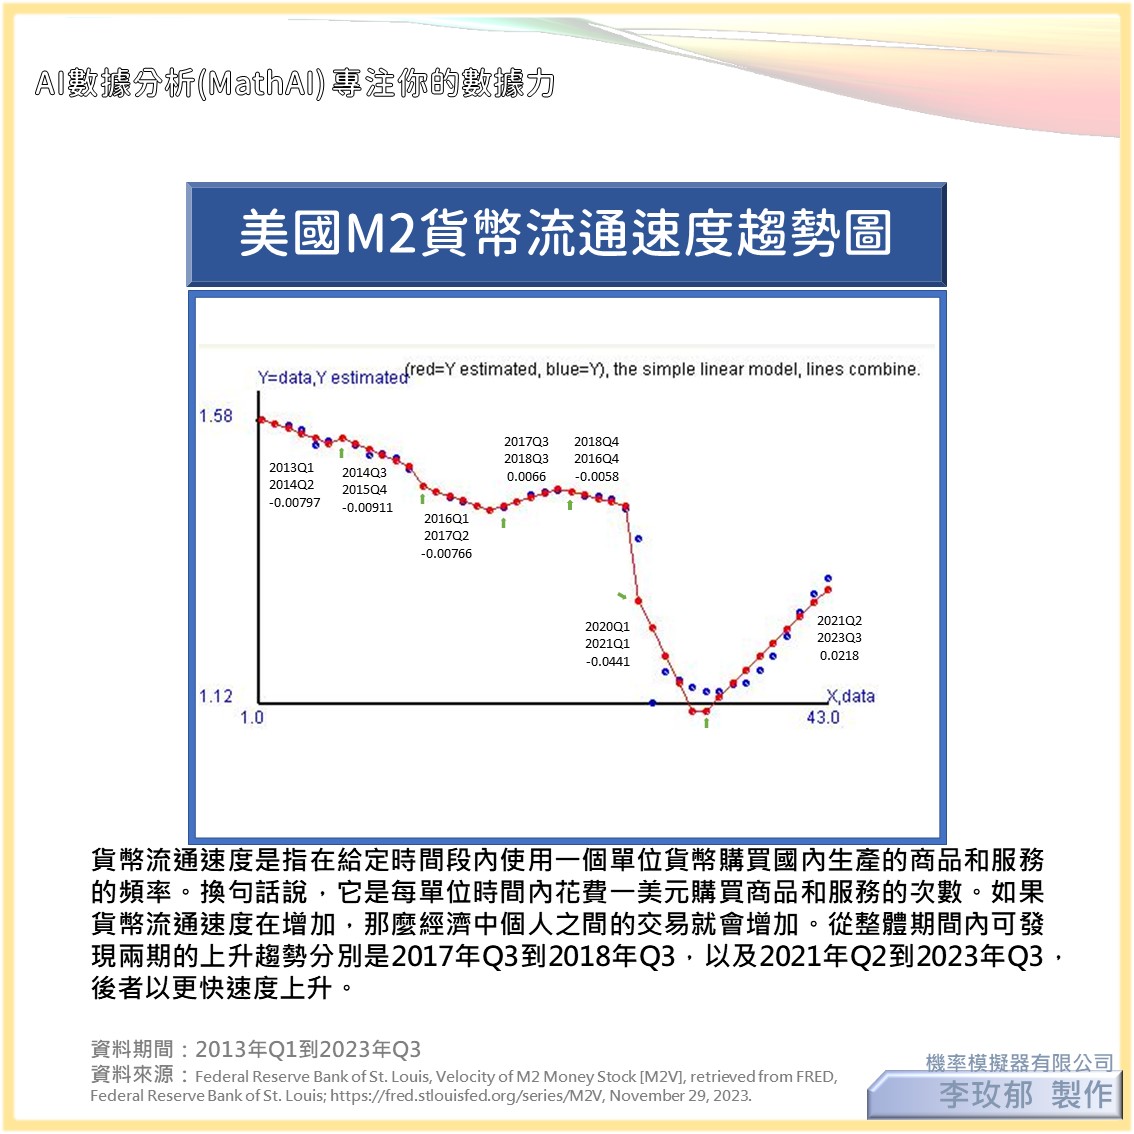 AI數據分析(MathAI) 專注你的數據力
美國M2貨幣流通速度趨勢圖
Y=data,Y estimated
(red=Y estimated, blue=Y), the simple linear model, lines combine.
1.58
2013Q1
2014Q2
-0.00797
2014Q3
2015Q4
-0.00911
2016Q1
2017Q2
-0.00766
2017Q3
2018Q3
0.0066
2018Q4
2016Q4
-0.0058
2020Q1
2021Q1
-0.0441
2021Q2
2023Q3
0.0218
1.12
X,data
1.0
43.0
貨幣流通速度是指在給定時間段內使用一個單位貨幣購買國內生產的商品和服務
的頻率。換句話說，它是每單位時間內花費一美元購買商品和服務的次數。如果
貨幣流通速度在增加，那麼經濟中個人之間的交易就會增加。從整體期間內可發
現兩期的上升趨勢分別是2017年Q3到2018年Q3，以及2021年Q2到2023年Q3，
後者以更快速度上升。
資料期間：2013年Q1到2023年Q3
資料來源：Federal Reserve Bank of St. Louis, Velocity of M2 Money Stock [M2V], retrieved from FRED,
Federal Reserve Bank of St. Louis; https://fred.stlouisfed.org/series/M2V, November 29, 2023.
機率模擬器有限公司
李玫郁 製作